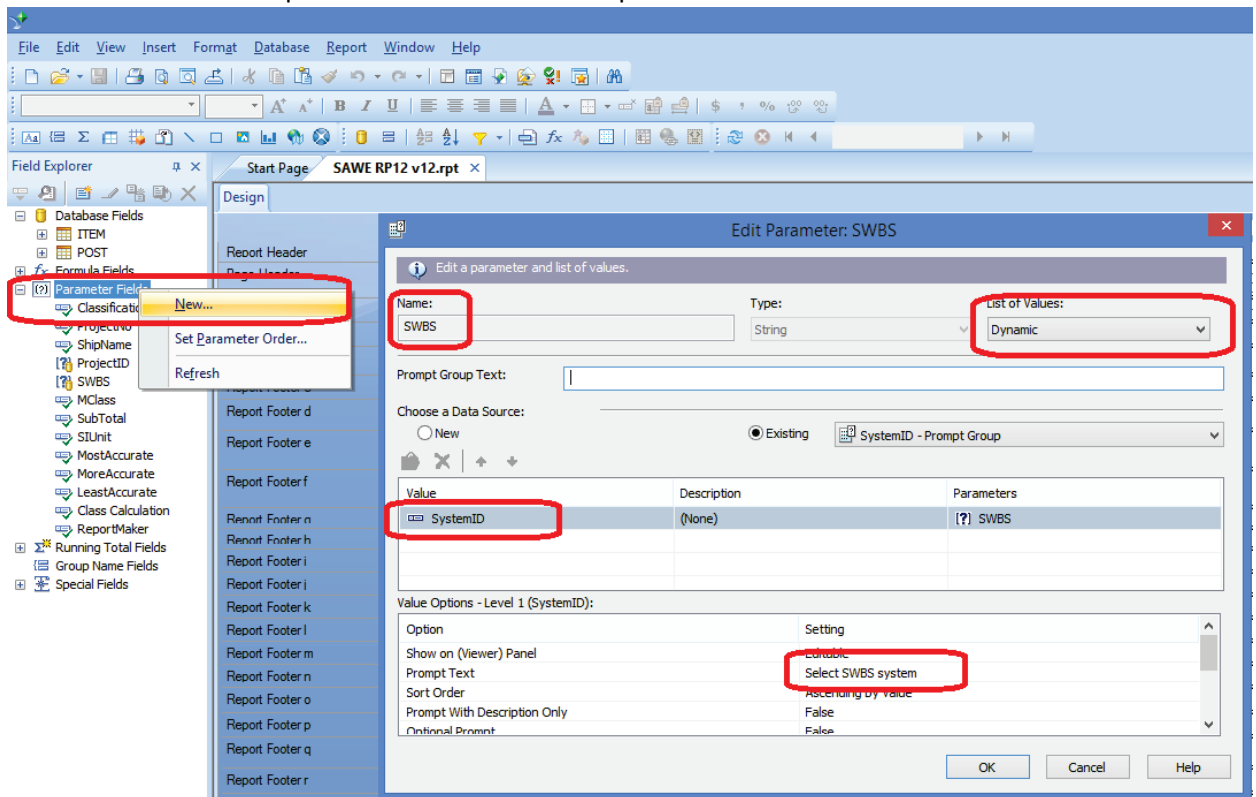 File Edit View Insert Format Database Report Window Help
Field Explorer
Start Page SAWE RP12 v12.rpt
Design
Database Fields
ITEM
POST
Formula Fields
Parameter Fields
ProjectNo
ShipName
ProjectID
SWBS
MClass
SubTotal
SIUnit
MostAccurate
MoreAccurate
LeastAccurate
Class Calculation
ReportMaker
Running Total Fields
Group Name Fields
Special Fields
New...
Set Parameter Order...
Refresh
Report Header
Page Header
Report Footer d
Report Footer e
Report Footer f
Report Footer g
Report Footer h
Report Footer i
Report Footer j
Report Footer k
Report Footer l
Report Footer m
Report Footer n
Report Footer o
Report Footer p
Report Footer q
Report Footer r
Edit Parameter: SWBS
Edit a parameter and list of values.
Name: Type: List of Values:
SWBS String Dynamic
Prompt Group Text:
Choose a Data Source:
New Existing SystemID - Prompt Group
Value Description Parameters
SystemID (None) [?] SWBS
Value Options - Level 1 (SystemID):
Option Setting
Show on (Viewer) Panel Editable
Prompt Text Select SWBS system
Sort Order Ascending By Value
Prompt With Description Only False
Optional Prompt False
OK Cancel Help